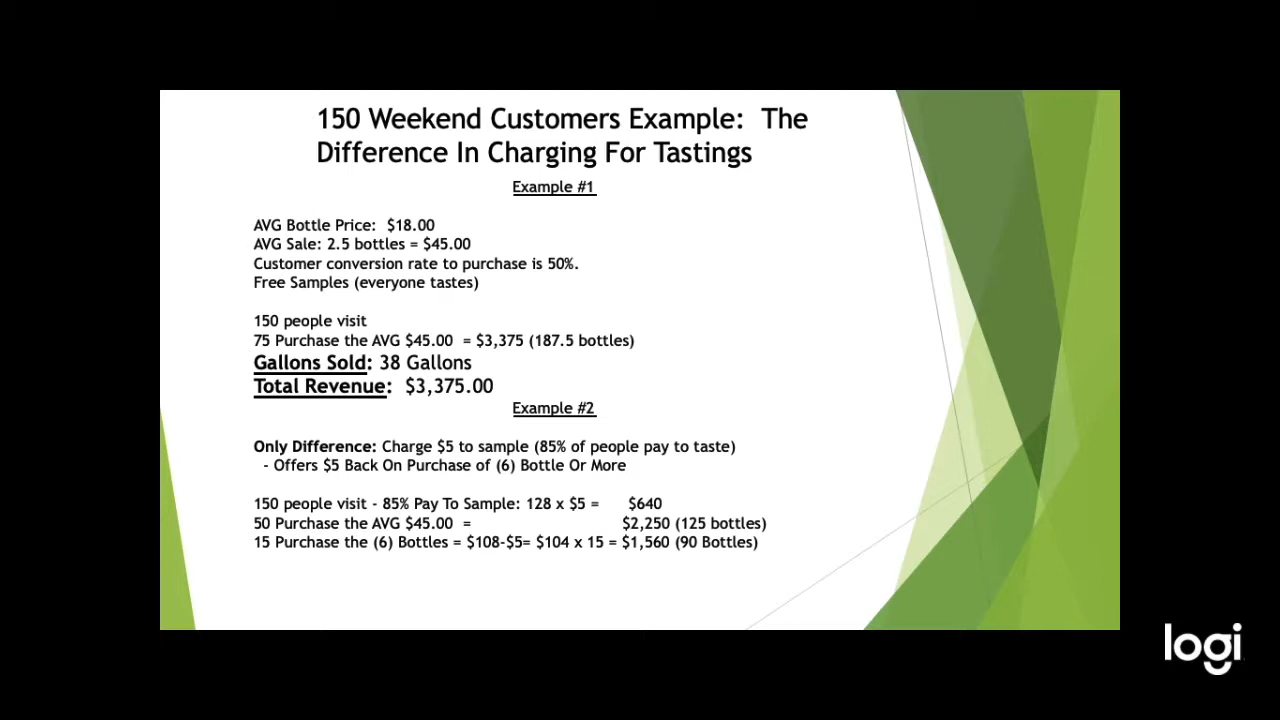 150 Weekend Customers Example:  The
Difference In Charging For Tastings
Example #1
AVG Bottle Price:  $18.00
AVG Sale: 2.5 bottles = $45.00
Customer conversion rate to purchase is 50%.
Free Samples (everyone tastes)
150 people visit
75 Purchase the AVG $45.00  = $3,375 (187.5 bottles)
Gallons Sold: 38 Gallons
Total Revenue:  $3,375.00
Example #2
Only Difference: Charge $5 to sample (85% of people pay to taste)
- Offers $5 Back On Purchase of (6) Bottle Or More
150 people visit - 85% Pay To Sample: 128 x $5 =     $640
50 Purchase the AVG $45.00  =     $2,250 (125 bottles)
15 Purchase the (6) Bottles = $108-$5= $104 x 15 = $1,560 (90 Bottles)
logi